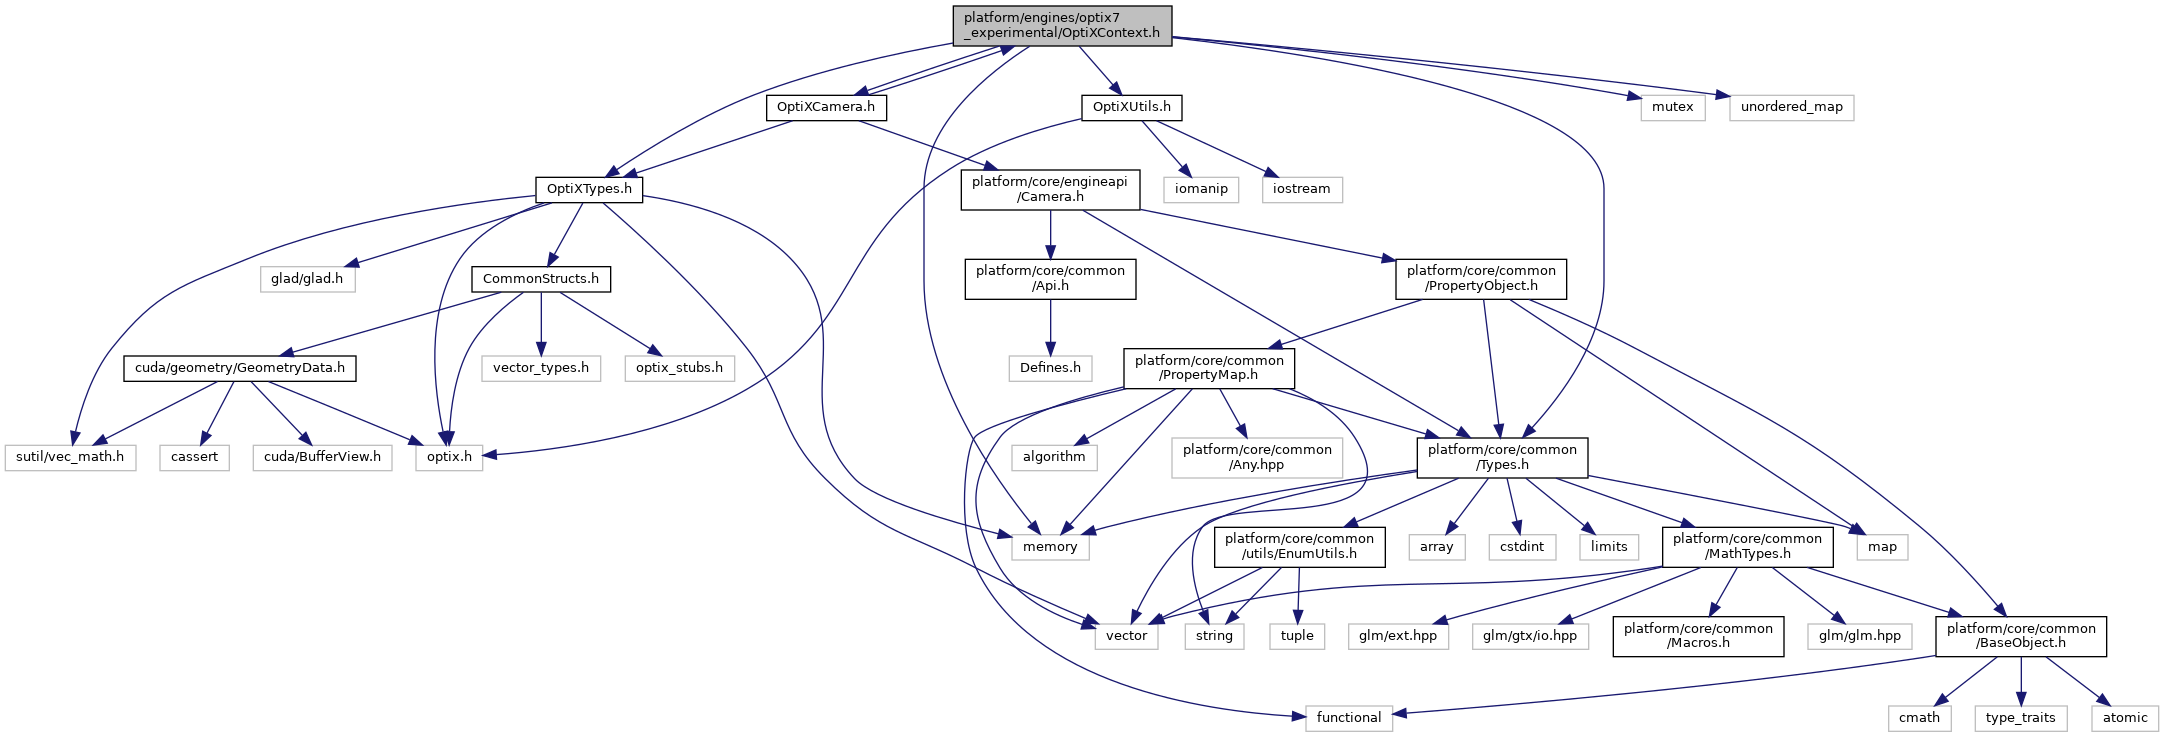 platform/engines/optix7
_experimental/OptiXContext.h
OptiXCamera.h
OptiXUtils.h
mutex
unordered_map
OptiXTypes.h
platform/core/engineapi
/Camera.h
iomanip
iostream
glad/glad.h
CommonStructs.h
platform/core/common
/Api.h
platform/core/common
/PropertyObject.h
cuda/geometry/GeometryData.h
vector_types.h
optix_stubs.h
Defines.h
platform/core/common
/PropertyMap.h
sutil/vec_math.h
cassert
cuda/BufferView.h
optix.h
algorithm
platform/core/common
/Any.hpp
platform/core/common
/Types.h
memory
platform/core/common
/utils/EnumUtils.h
array
cstdint
limits
platform/core/common
/MathTypes.h
map
vector
string
tuple
glm/ext.hpp
glm/gtx/io.hpp
platform/core/common
/Macros.h
glm/glm.hpp
platform/core/common
/BaseObject.h
functional
cmath
type_traits
atomic